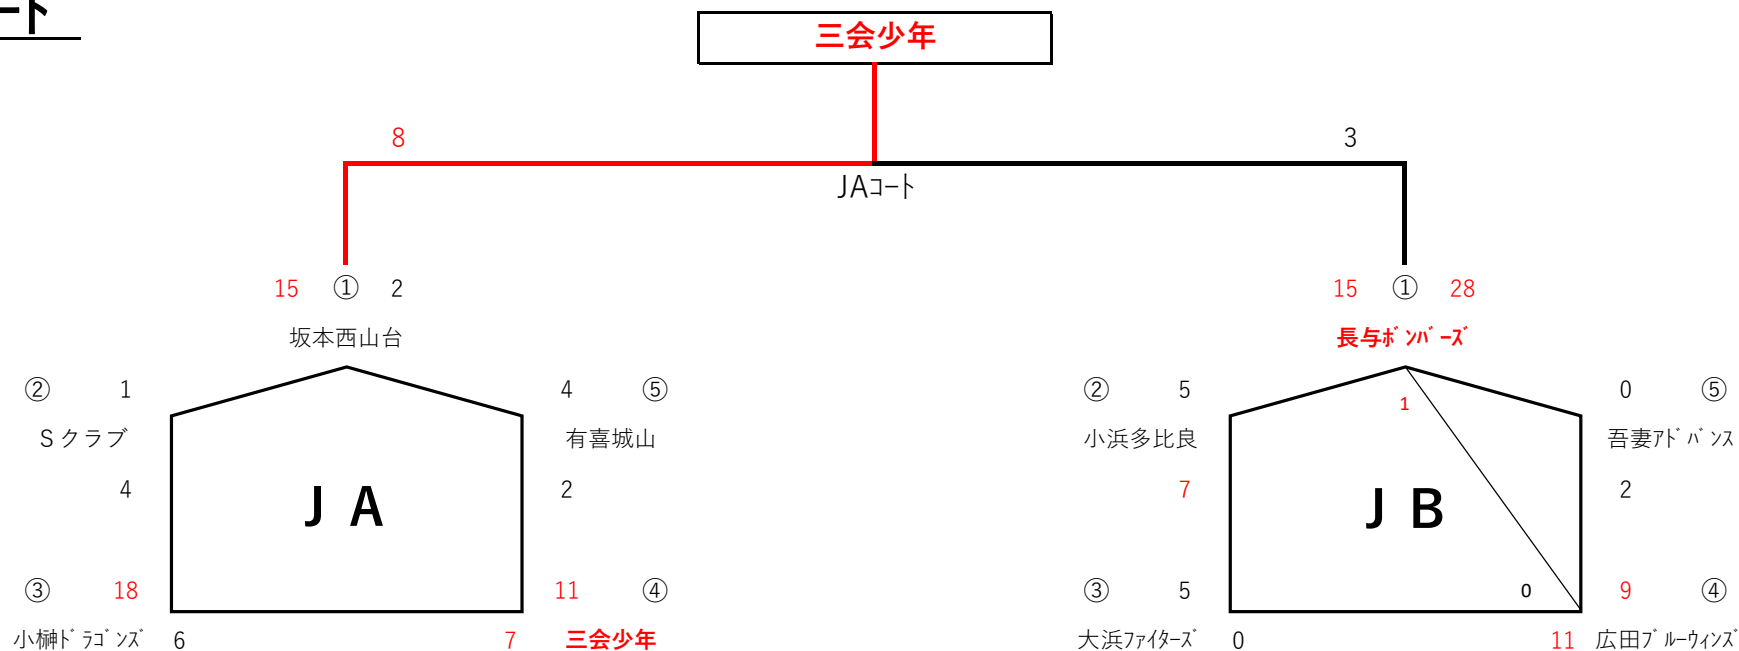 ート
三会少年
8 3
JAｺｰﾄ
15 ① 2 15 ① 28
坂本西山台 長与ﾎﾞﾝﾊﾞｰｽﾞ
② 1 4 ⑤ ② 5 1 0 ⑤
Ｓクラブ 有喜城山 小浜多比良 吾妻ｱﾄﾞﾊﾞﾝｽ
4 2 7 2
ＪＡ ＪＢ
③ 18 11 ④ ③ 5 0 9 ④
小榊ﾄﾞﾗｺﾞﾝｽﾞ 6 7 三会少年 大浜ﾌｧｲﾀｰｽﾞ 0 11 広田ﾌﾞﾙｰｳｨﾝｽﾞ